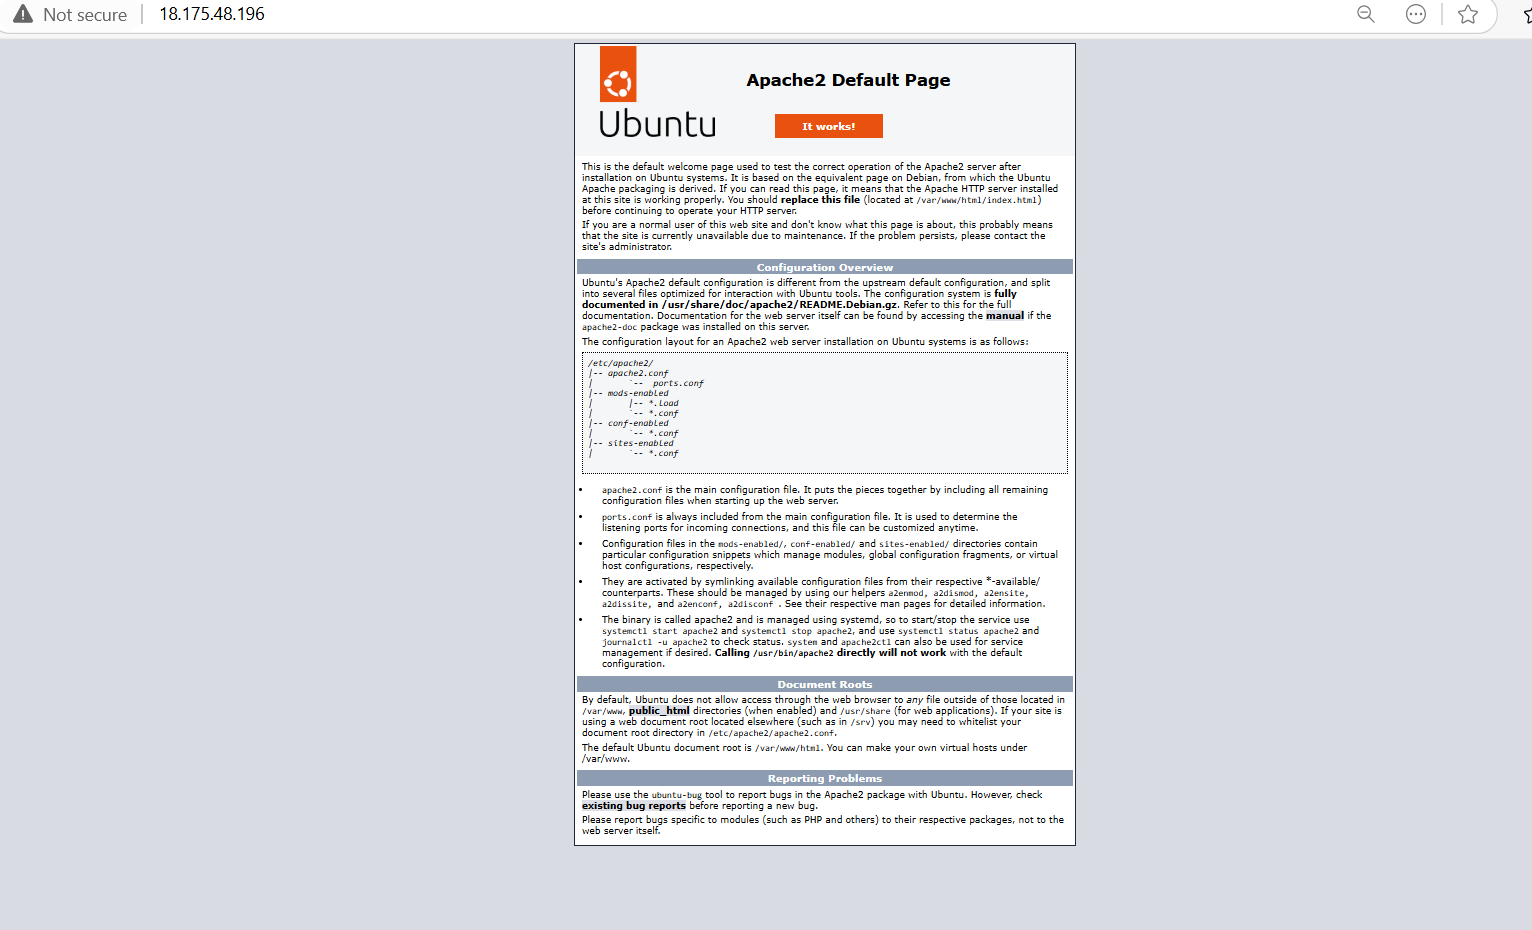 Not secure 18.175.48.196
Ubuntu
Apache2 Default Page
It works!
This is the default welcome page used to test the correct operation of the Apache2 server after
installation on Ubuntu systems. It is based on the equivalent page on Debian, from which the Ubuntu
Apache packaging is derived. If you can read this page, it means that the Apache HTTP server installed
at this site is working properly. You should replace this file (located at /var/www/html/index.html)
before continuing to operate your HTTP server.
If you are a normal user of this web site and don't know what this page is about, this probably means
that the site is currently unavailable due to maintenance. If the problem persists, please contact the
site's administrator.
Configuration Overview
Ubuntu's Apache2 default configuration is different from the upstream default configuration, and split
into several files optimized for interaction with Ubuntu tools. The configuration system is fully
documented in /usr/share/doc/apache2/README.Debian.gz. Refer to this for the full
documentation. Documentation for the web server itself can be found by accessing the manual if the
apache2-doc package was installed on this server.
The configuration layout for an Apache2 web server installation on Ubuntu systems is as follows:
/etc/apache2/
|-- apache2.conf
|       `--  ports.conf
|-- mods-enabled
|       |-- *.load
|       `-- *.conf
|-- conf-enabled
|       `-- *.conf
|-- sites-enabled
|       `-- *.conf
• apache2.conf is the main configuration file. It puts the pieces together by including all remaining
configuration files when starting up the web server.
• ports.conf is always included from the main configuration file. It is used to determine the
listening ports for incoming connections, and this file can be customized anytime.
• Configuration files in the mods-enabled/, conf-enabled/ and sites-enabled/ directories contain
particular configuration snippets which manage modules, global configuration fragments, or virtual
host configurations, respectively.
• They are activated by symlinking available configuration files from their respective *-available/
counterparts. These should be managed by using our helpers a2enmod, a2dismod, a2ensite,
a2dissite, and a2enconf, a2disconf . See their respective man pages for detailed information.
• The binary is called apache2 and is managed using systemd, so to start/stop the service use
systemctl start apache2 and systemctl stop apache2, and use systemctl status apache2 and
journalctl -u apache2 to check status. system and apache2ctl can also be used for service
management if desired. Calling /usr/bin/apache2 directly will not work with the default
configuration.
Document Roots
By default, Ubuntu does not allow access through the web browser to any file outside of those located in
/var/www, public_html directories (when enabled) and /usr/share (for web applications). If your site is
using a web document root located elsewhere (such as in /srv) you may need to whitelist your
document root directory in /etc/apache2/apache2.conf.
The default Ubuntu document root is /var/www/html. You can make your own virtual hosts under
/var/www.
Reporting Problems
Please use the ubuntu-bug tool to report bugs in the Apache2 package with Ubuntu. However, check
existing bug reports before reporting a new bug.
Please report bugs specific to modules (such as PHP and others) to their respective packages, not to the
web server itself.